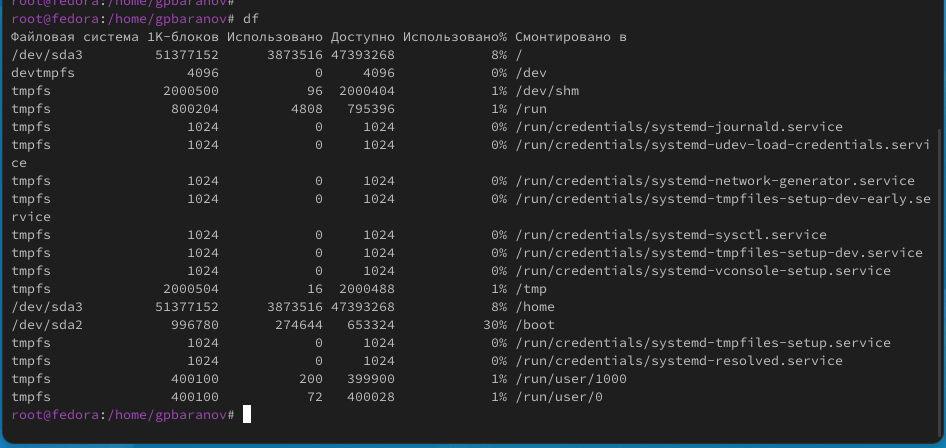 root@fedora:/home/gpbaranov#
root@fedora:/home/gpbaranov# df
Файловая система 1K-блоков Использовано Доступно Использовано% Смонтировано в
/dev/sda3 51377152 3873516 47393268 8% /
devtmpfs 4096 0 4096 0% /dev
tmpfs 2000500 96 2000404 1% /dev/shm
tmpfs 800204 4808 795396 1% /run
tmpfs 1024 0 1024 0% /run/credentials/systemd-journald.service
tmpfs 1024 0 1024 0% /run/credentials/systemd-udev-load-credentials.servi
ce
tmpfs 1024 0 1024 0% /run/credentials/systemd-network-generator.service
tmpfs 1024 0 1024 0% /run/credentials/systemd-tmpfiles-setup-dev-early.se
rvice
tmpfs 1024 0 1024 0% /run/credentials/systemd-sysctl.service
tmpfs 1024 0 1024 0% /run/credentials/systemd-tmpfiles-setup-dev.service
tmpfs 1024 0 1024 0% /run/credentials/systemd-vconsole-setup.service
tmpfs 2000504 16 2000488 1% /tmp
/dev/sda3 51377152 3873516 47393268 8% /home
/dev/sda2 996780 274644 653324 30% /boot
tmpfs 1024 0 1024 0% /run/credentials/systemd-tmpfiles-setup.service
tmpfs 1024 0 1024 0% /run/credentials/systemd-resolved.service
tmpfs 400100 200 399900 1% /run/user/1000
tmpfs 400100 72 400028 1% /run/user/0
root@fedora:/home/gpbaranov#